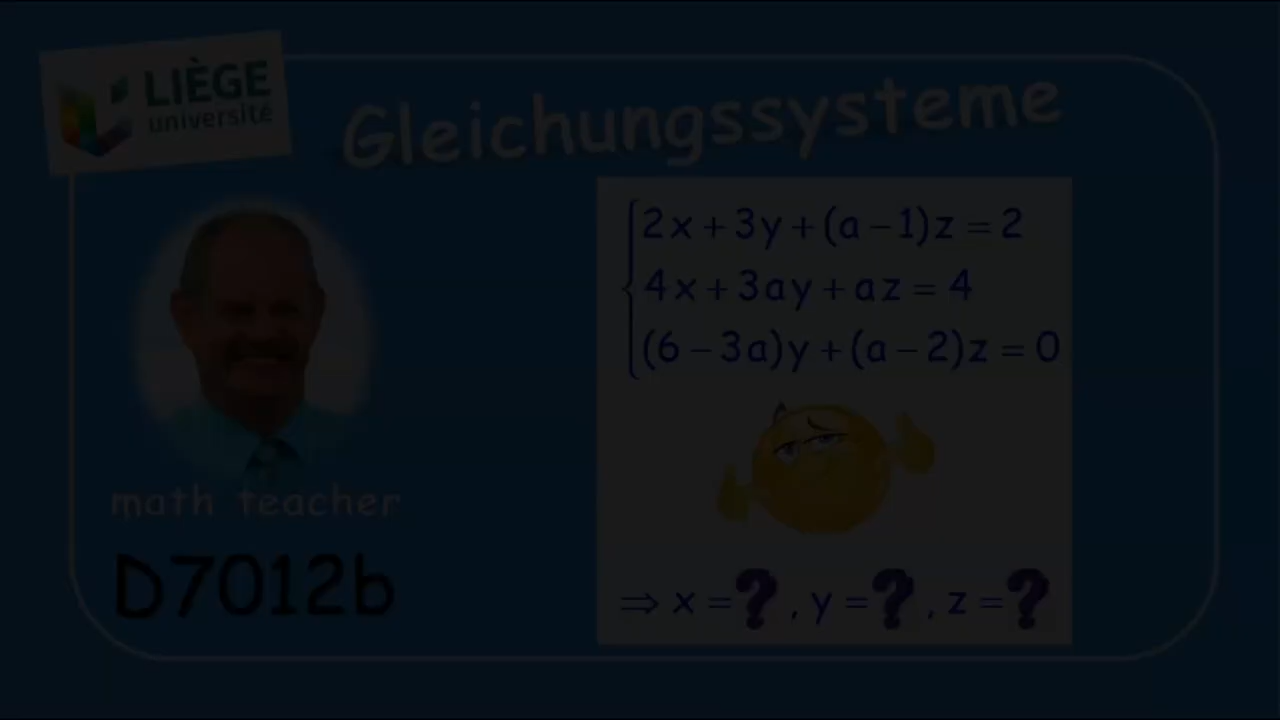 LIÈGE
université
Gleichungssysteme
2x + 3y + (a − 1)z = 2
4x + 3ay + az = 4
(6 − 3a)y + (a − 2)z = 0
math teacher
D7012b
⇒ x = ? , y = ? , z = ?